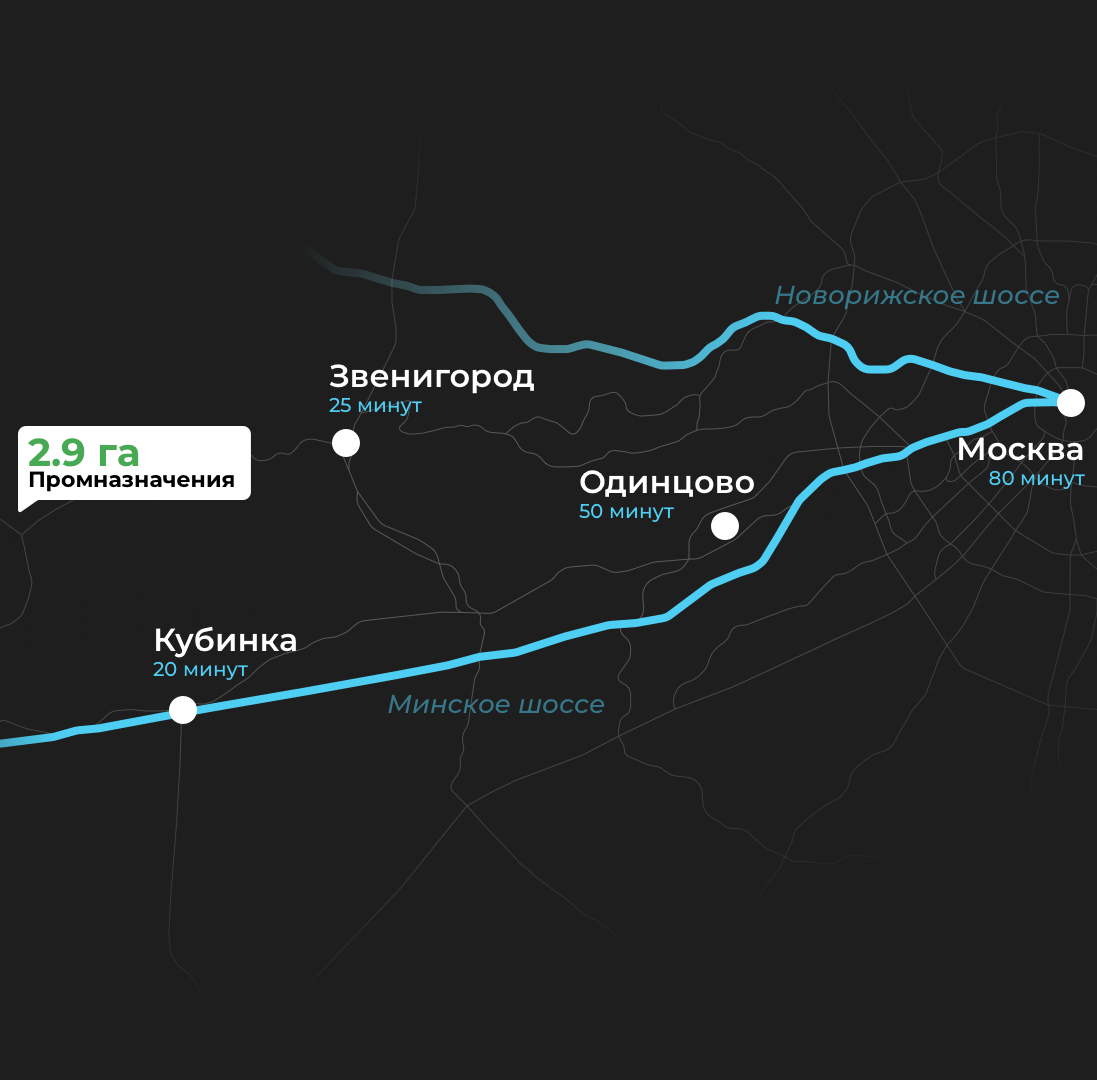 Новорижское шоссе
Звенигород
25 минут
2.9 га
Промназначения
Москва
80 минут
Одинцово
50 минут
Кубинка
20 минут
Минское шоссе